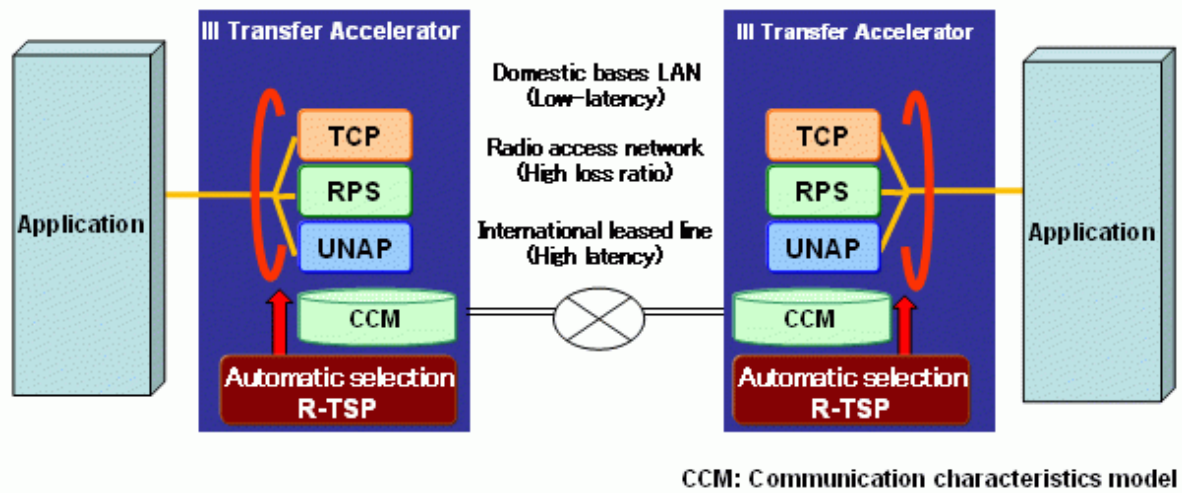 III Transfer Accelerator
III Transfer Accelerator
Domestic bases LAN
(Low-latency)
TCP
TCP
Radio access network
(High loss ratio)
RPS
RPS
Application
Application
International leased line
(High latency)
UNAP
UNAP
CCM
CCM
Automatic selection
R-TSP
Automatic selection
R-TSP
CCM: Communication characteristics model